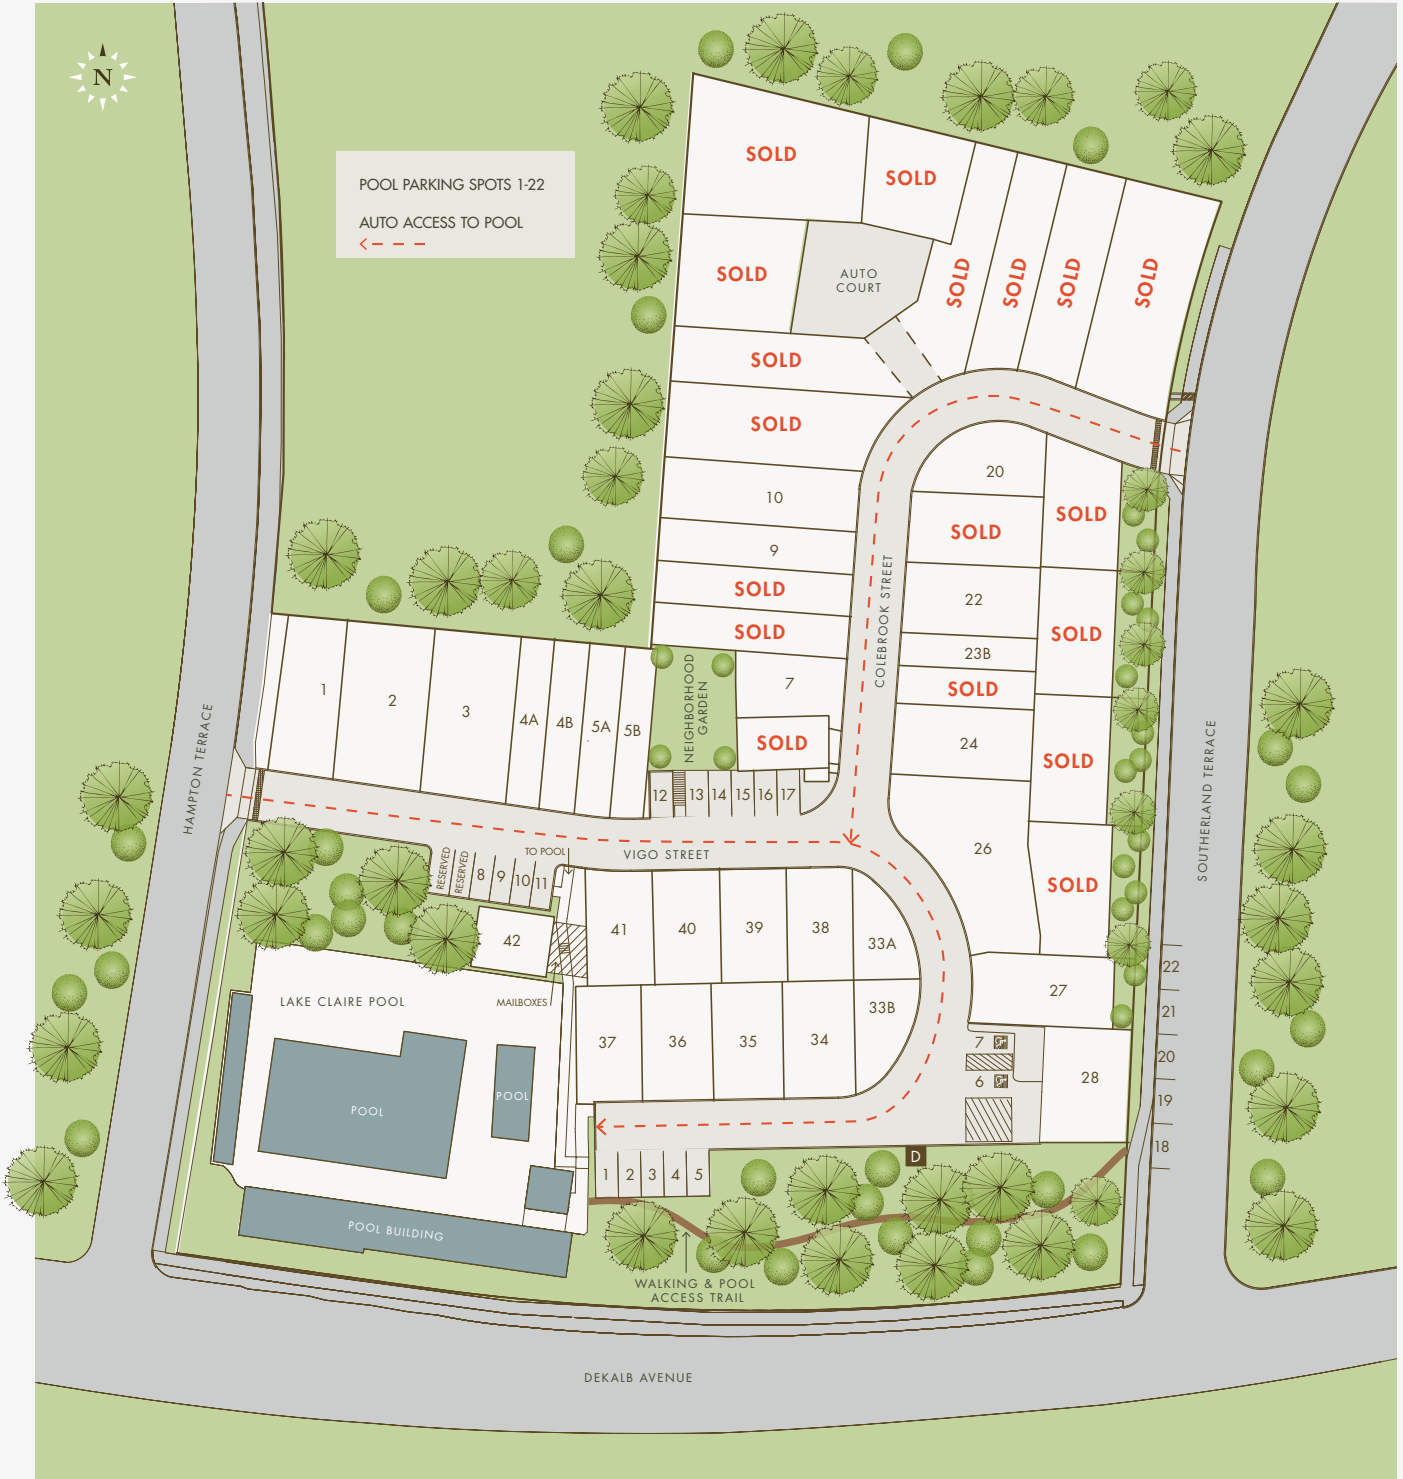 N
POOL PARKING SPOTS 1-22
AUTO ACCESS TO POOL
SOLD
SOLD
SOLD
AUTO
COURT
SOLD
SOLD
SOLD
SOLD
SOLD
SOLD
10
9
SOLD
SOLD
7
SOLD
NEIGHBORHOOD
GARDEN
COLEBROOK STREET
20
SOLD
22
23B
SOLD
24
26
SOLD
SOLD
SOLD
SOLD
27
28
HAMPTON TERRACE
SOUTHERLAND TERRACE
1
2
3
4A
4B
5A
5B
12
13
14
15
16
17
TO POOL
VIGO STREET
RESERVED
RESERVED
8
9
10
11
42
41
40
39
38
33A
MAILBOXES
37
36
35
34
33B
7
6
22
21
20
19
18
LAKE CLAIRE POOL
POOL
POOL
POOL BUILDING
1
2
3
4
5
D
WALKING & POOL
ACCESS TRAIL
DEKALB AVENUE